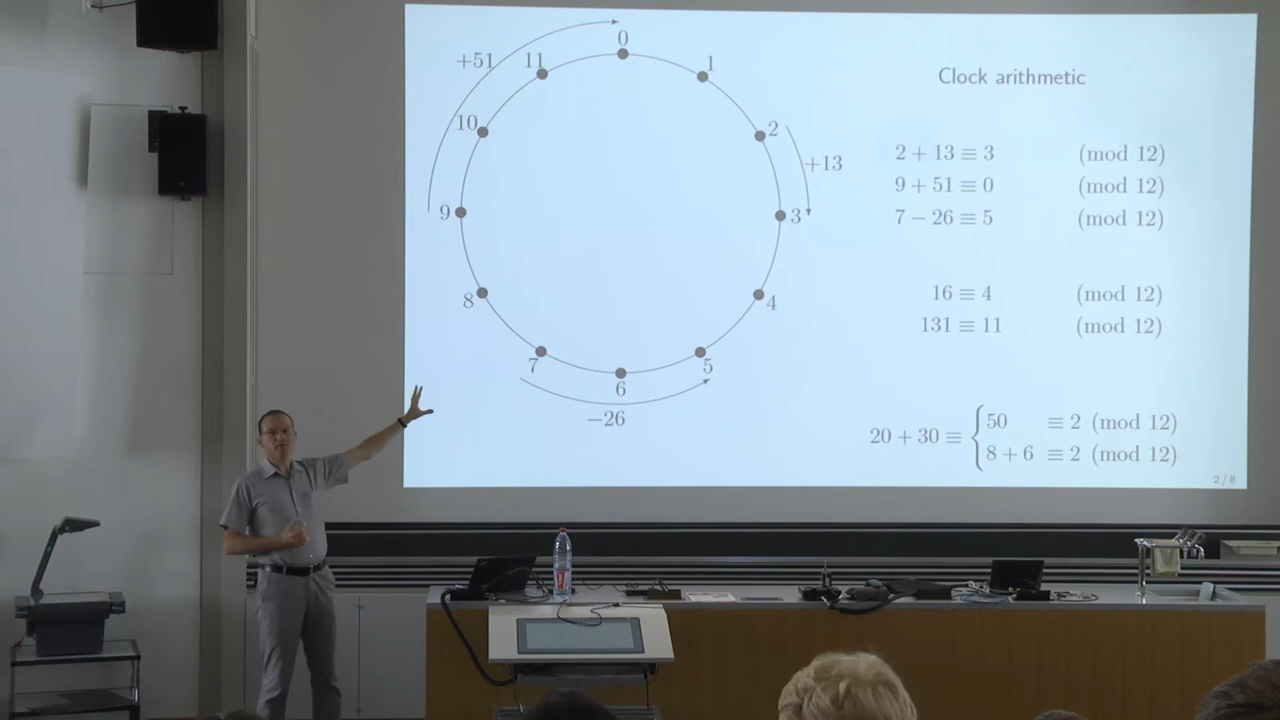 0
+51
11
1
Clock arithmetic
10
2
+13
2 + 13 ≡ 3 (mod 12)
9 + 51 ≡ 0 (mod 12)
9
3
7 − 26 ≡ 5 (mod 12)
8
4
16 ≡ 4 (mod 12)
131 ≡ 11 (mod 12)
7
5
6
−26
20 + 30 ≡ { 50 ≡ 2 (mod 12)
8 + 6 ≡ 2 (mod 12)
2 / 8